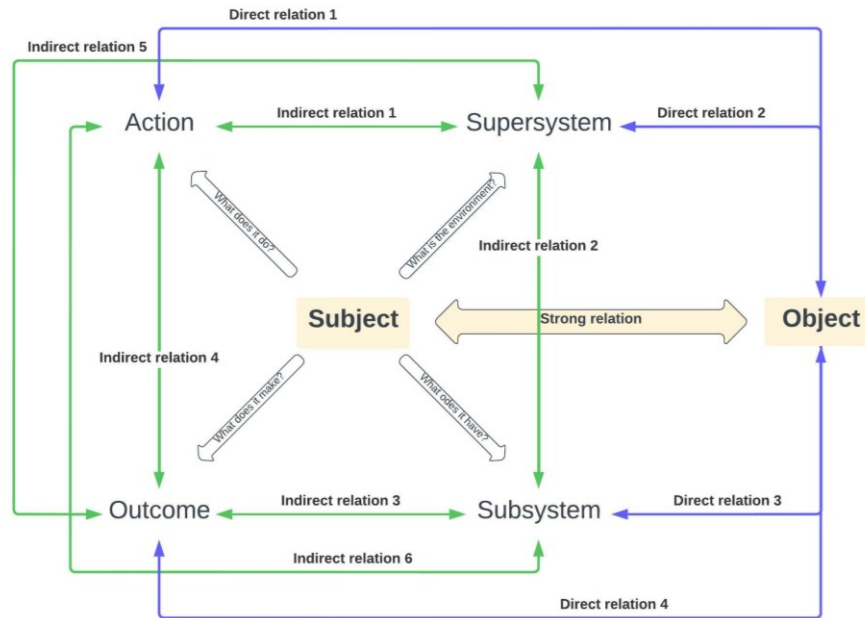 Direct relation 1
Indirect relation 5
Action
Indirect relation 1
Supersystem
Direct relation 2
What does it do?
What is the environment?
Indirect relation 2
Subject
Strong relation
Object
Indirect relation 4
What does it make?
What odes it have?
Outcome
Indirect relation 3
Subsystem
Direct relation 3
Indirect relation 6
Direct relation 4